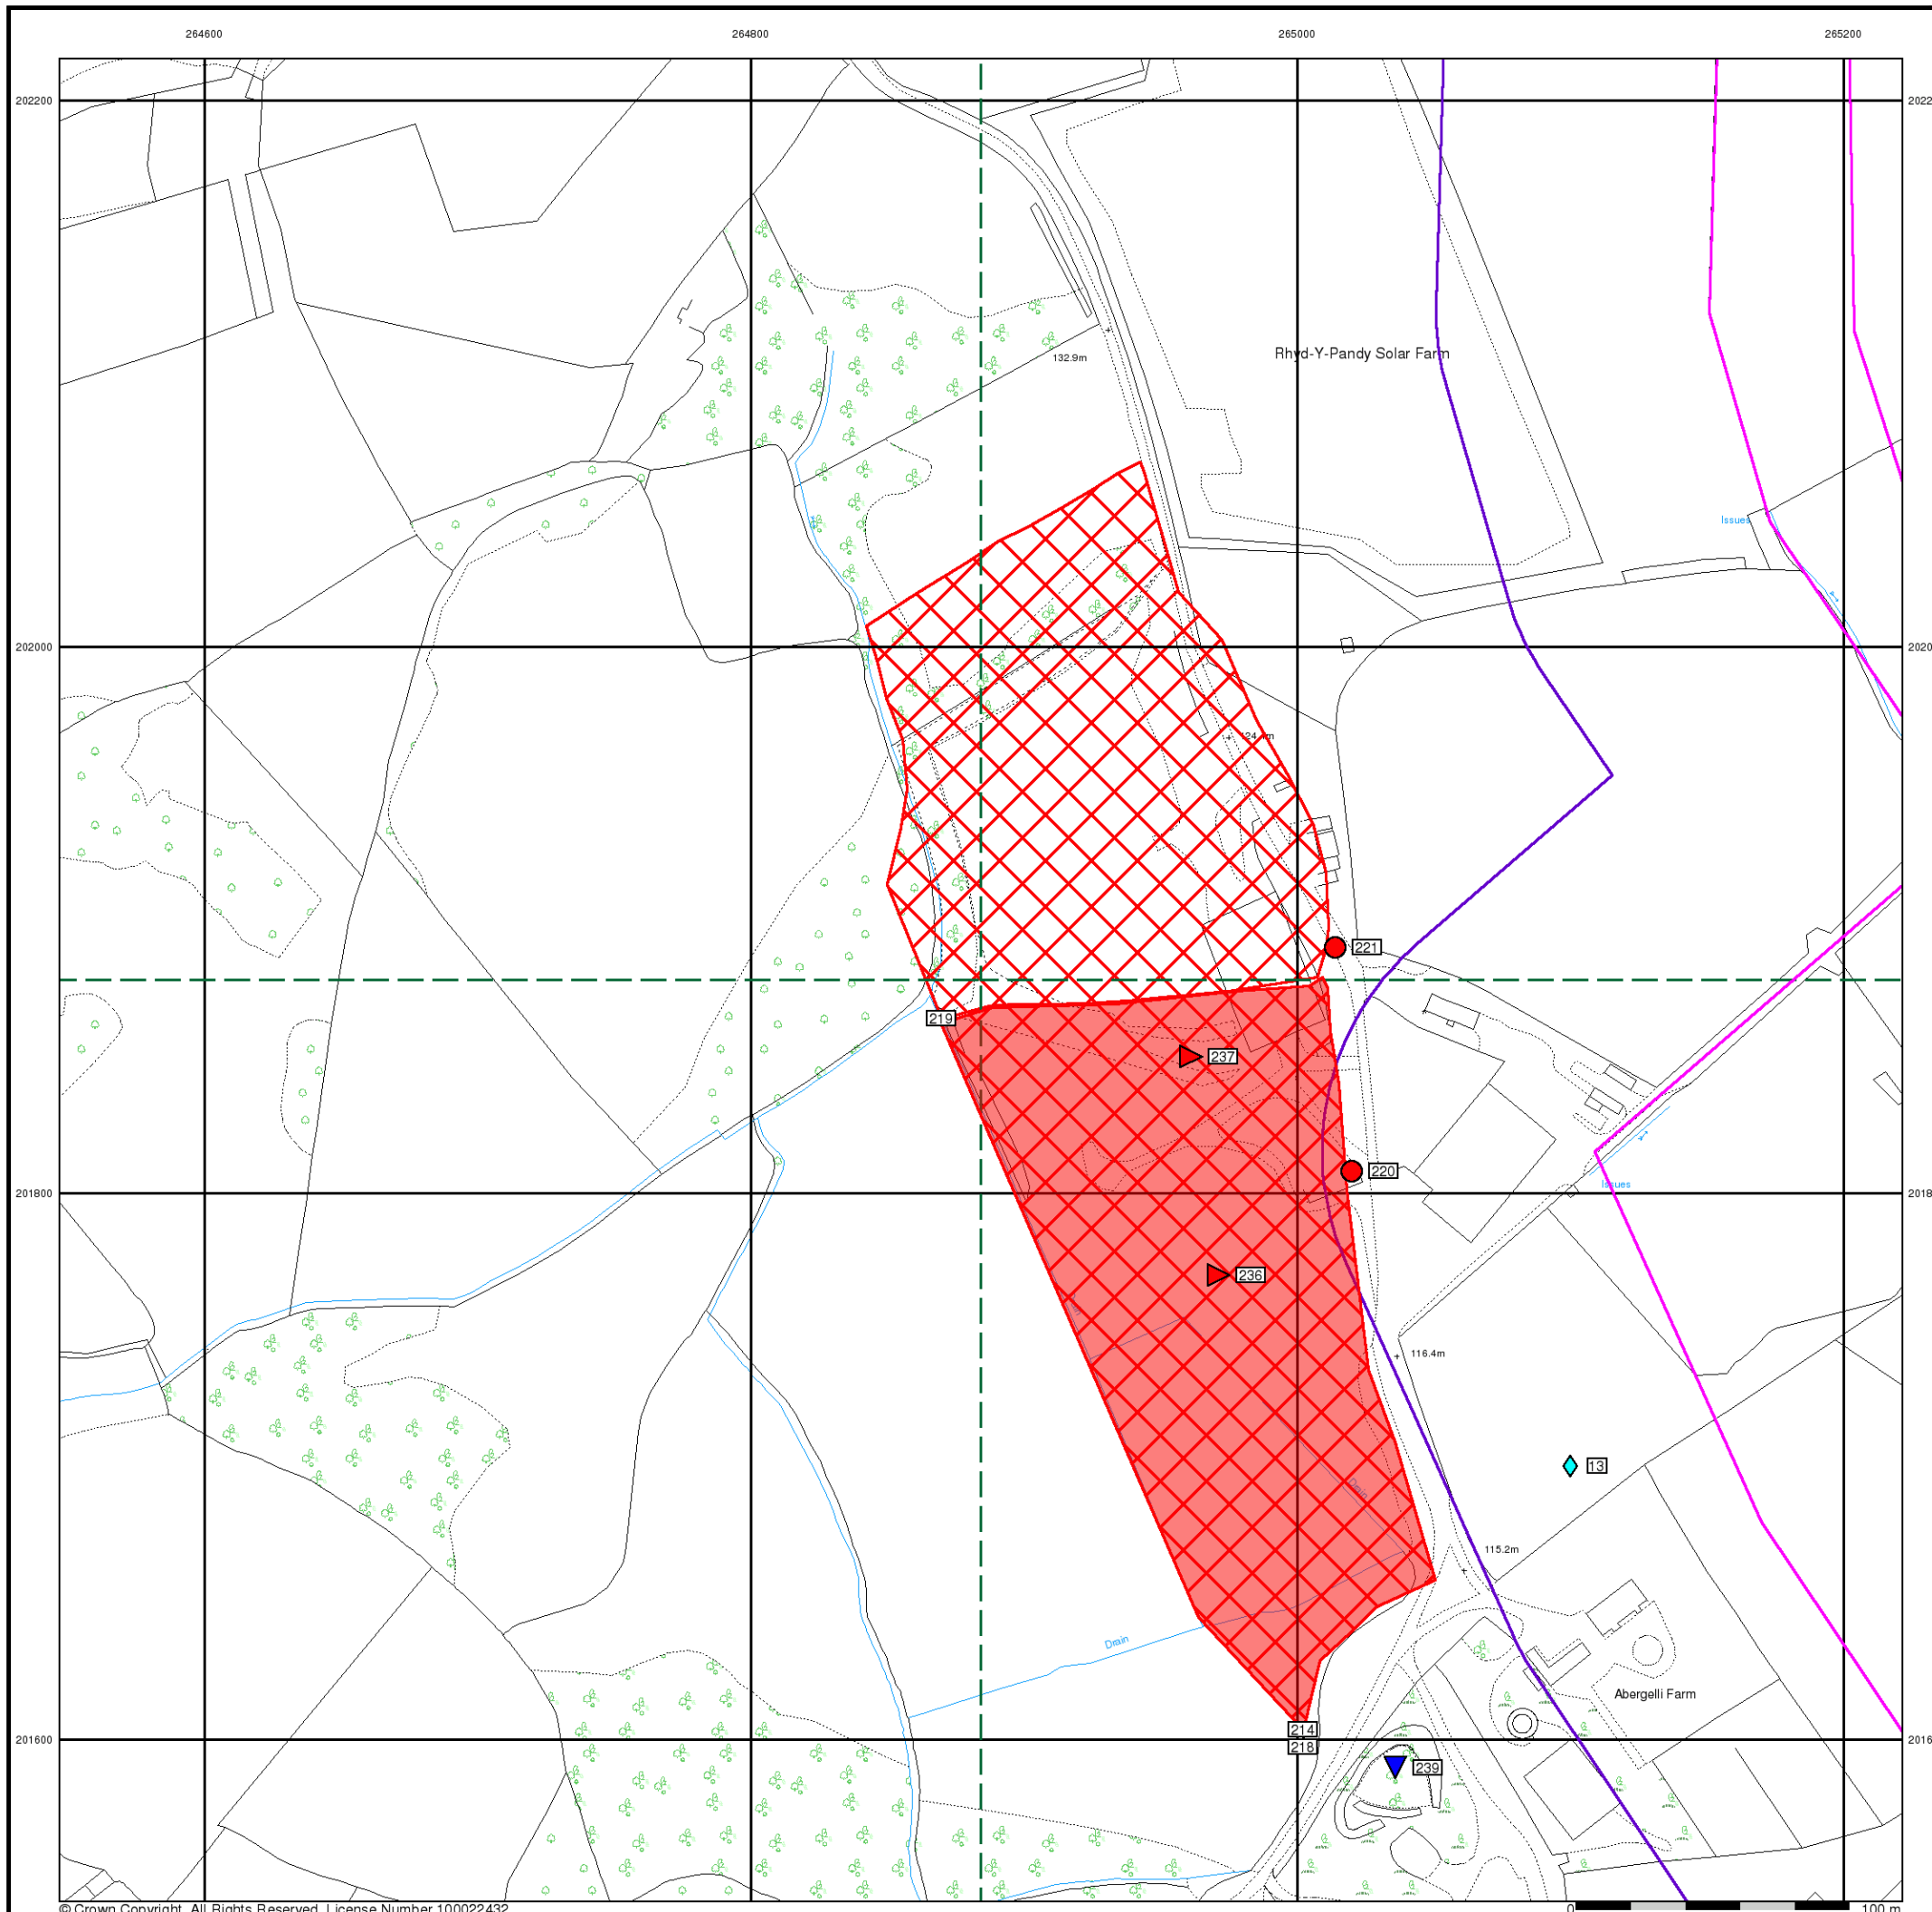 264600 264800 265000 265200
202200
Rhyd-Y-Pandy Solar Farm
132.9m
Issues
202000
221
219
237
220
201800
Issues
236
116.4m
13
Drain
115.2m
Drain
Abergelli Farm
214
201600
218
239
© Crown Copyright. All Rights Reserved. License Number 100022432
0 100 m